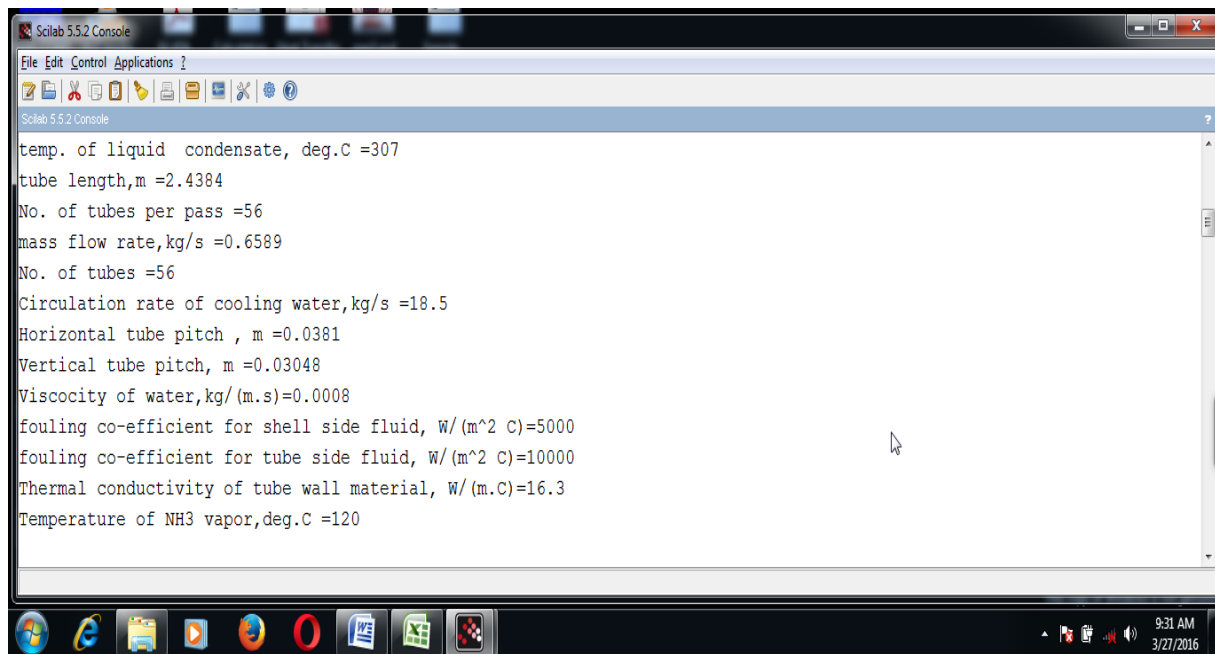 Scilab 5.5.2 Console
File Edit Control Applications ?
Scilab 5.5.2 Console ?
temp. of liquid  condensate, deg.C =307
tube length,m =2.4384
No. of tubes per pass =56
mass flow rate,kg/s =0.6589
No. of tubes =56
Circulation rate of cooling water,kg/s =18.5
Horizontal tube pitch , m =0.0381
Vertical tube pitch, m =0.03048
Viscocity of water,kg/(m.s)=0.0008
fouling co-efficient for shell side fluid, W/(m^2 C)=5000
fouling co-efficient for tube side fluid, W/(m^2 C)=10000
Thermal conductivity of tube wall material, W/(m.C)=16.3
Temperature of NH3 vapor,deg.C =120
9:31 AM
3/27/2016